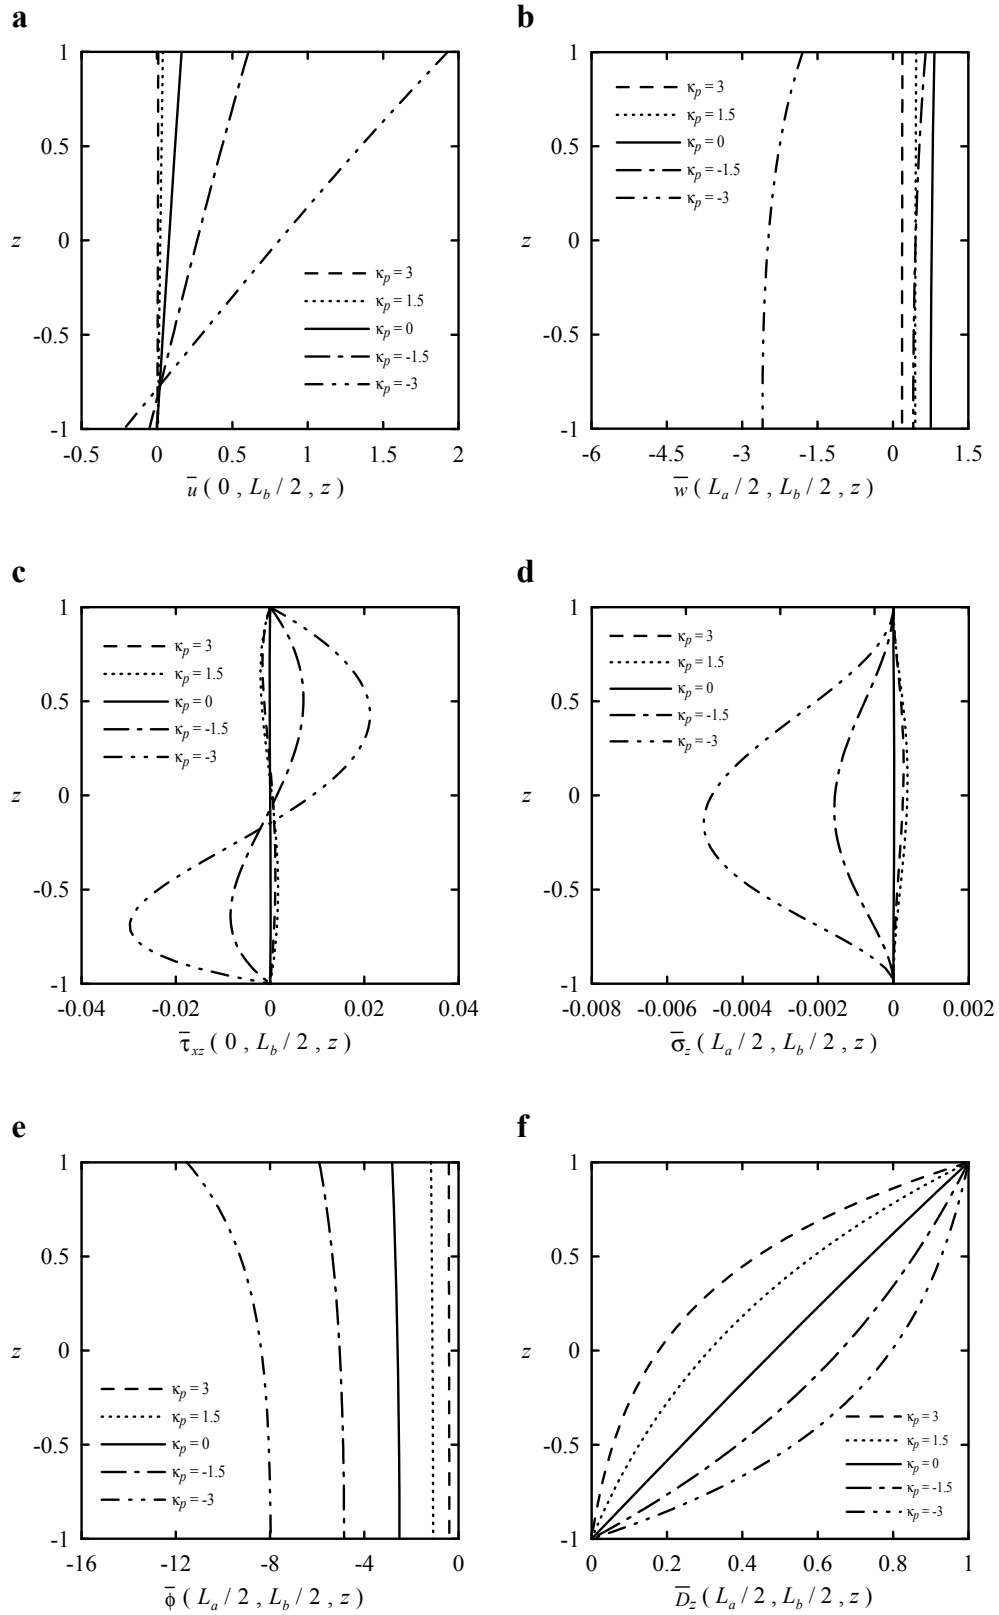 a
1
0.5
0
-0.5
-1
z
κp = 3
κp = 1.5
κp = 0
κp = -1.5
κp = -3
-0.5 0 0.5 1 1.5 2
u̅ ( 0 , Lb / 2 , z )
b
1
0.5
0
-0.5
-1
z
κp = 3
κp = 1.5
κp = 0
κp = -1.5
κp = -3
-6 -4.5 -3 -1.5 0 1.5
w̅ ( La / 2 , Lb / 2 , z )
c
1
0.5
0
-0.5
-1
z
κp = 3
κp = 1.5
κp = 0
κp = -1.5
κp = -3
-0.04 -0.02 0 0.02 0.04
τ̅xz ( 0 , Lb / 2 , z )
d
1
0.5
0
-0.5
-1
z
κp = 3
κp = 1.5
κp = 0
κp = -1.5
κp = -3
-0.008 -0.006 -0.004 -0.002 0 0.002
σ̅z ( La / 2 , Lb / 2 , z )
e
1
0.5
0
-0.5
-1
z
κp = 3
κp = 1.5
κp = 0
κp = -1.5
κp = -3
-16 -12 -8 -4 0
ϕ̅ ( La / 2 , Lb / 2 , z )
f
1
0.5
0
-0.5
-1
z
κp = 3
κp = 1.5
κp = 0
κp = -1.5
κp = -3
0 0.2 0.4 0.6 0.8 1
D̅z ( La / 2 , Lb / 2 , z )